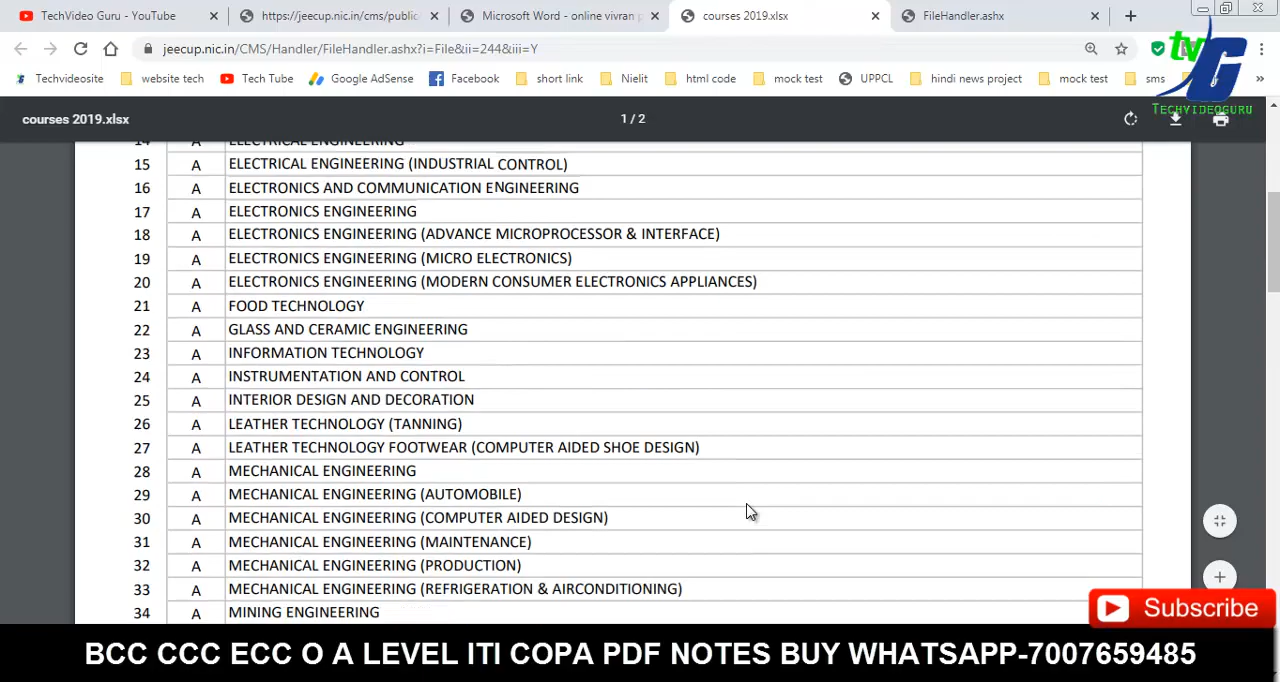 TechVideo Guru - YouTube
https://jeecup.nic.in/cms/public
Microsoft Word - online vivran p
courses 2019.xlsx
FileHandler.ashx
jeecup.nic.in/CMS/Handler/FileHandler.ashx?i=File&ii=244&iii=Y
tv
Techvideosite
website tech
Tech Tube
Google AdSense
Facebook
short link
Nielit
html code
mock test
UPPCL
hindi news project
mock test
sms
TECHVIDEOGURU
courses 2019.xlsx
1 / 2
14 A ELECTRICAL ENGINEERING
15 A ELECTRICAL ENGINEERING (INDUSTRIAL CONTROL)
16 A ELECTRONICS AND COMMUNICATION ENGINEERING
17 A ELECTRONICS ENGINEERING
18 A ELECTRONICS ENGINEERING (ADVANCE MICROPROCESSOR & INTERFACE)
19 A ELECTRONICS ENGINEERING (MICRO ELECTRONICS)
20 A ELECTRONICS ENGINEERING (MODERN CONSUMER ELECTRONICS APPLIANCES)
21 A FOOD TECHNOLOGY
22 A GLASS AND CERAMIC ENGINEERING
23 A INFORMATION TECHNOLOGY
24 A INSTRUMENTATION AND CONTROL
25 A INTERIOR DESIGN AND DECORATION
26 A LEATHER TECHNOLOGY (TANNING)
27 A LEATHER TECHNOLOGY FOOTWEAR (COMPUTER AIDED SHOE DESIGN)
28 A MECHANICAL ENGINEERING
29 A MECHANICAL ENGINEERING (AUTOMOBILE)
30 A MECHANICAL ENGINEERING (COMPUTER AIDED DESIGN)
31 A MECHANICAL ENGINEERING (MAINTENANCE)
32 A MECHANICAL ENGINEERING (PRODUCTION)
33 A MECHANICAL ENGINEERING (REFRIGERATION & AIRCONDITIONING)
34 A MINING ENGINEERING
Subscribe
BCC CCC ECC O A LEVEL ITI COPA PDF NOTES BUY WHATSAPP-7007659485